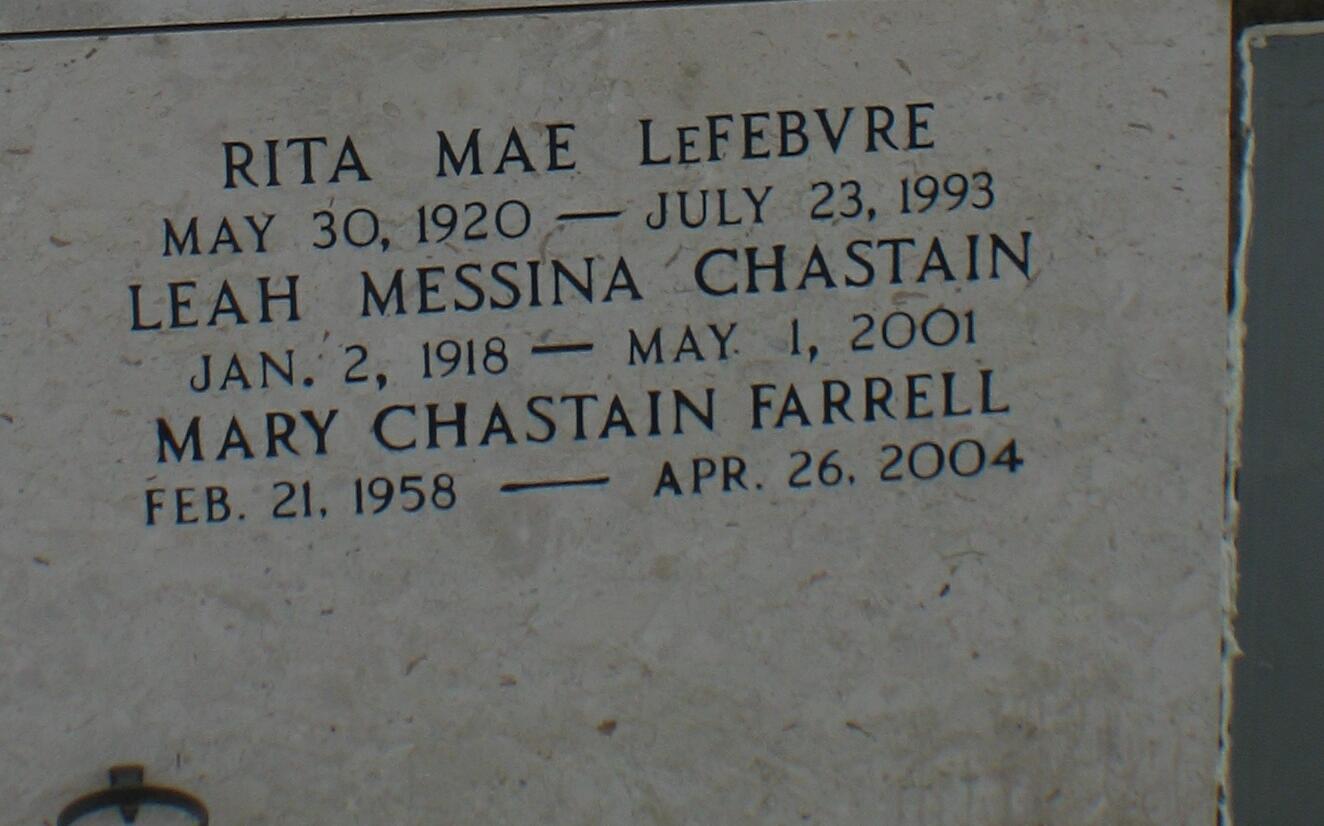 RITA MAE LeFEBVRE
MAY 30, 1920 — JULY 23, 1993
LEAH MESSINA CHASTAIN
JAN. 2, 1918 — MAY 1, 2001
MARY CHASTAIN FARRELL
FEB. 21, 1958 — APR. 26, 2004